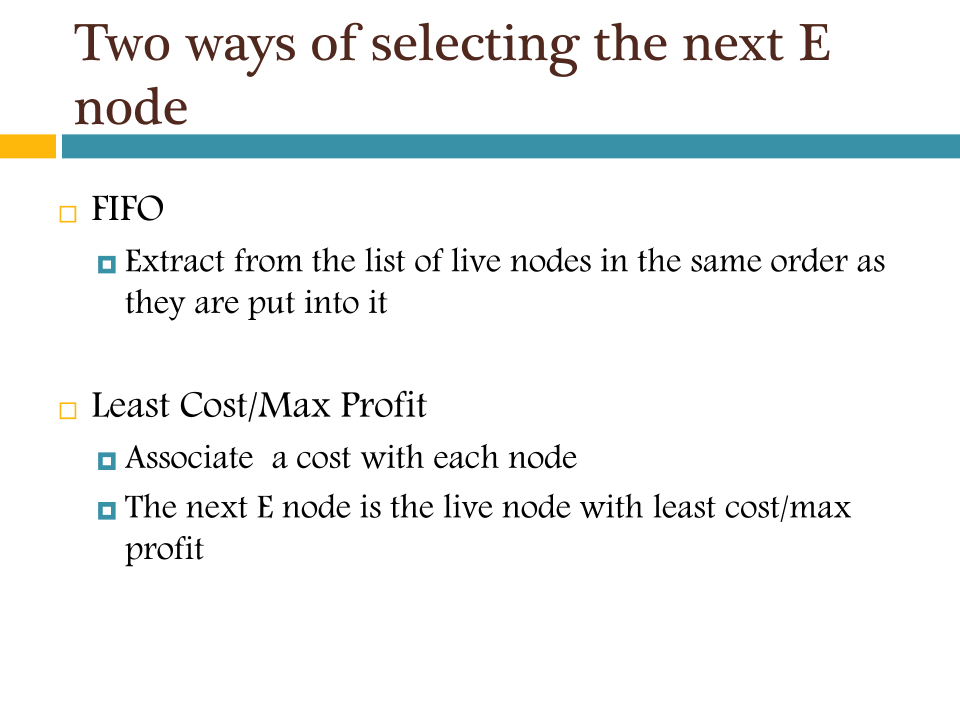 Two ways of selecting the next E
node
FIFO
Extract from the list of live nodes in the same order as
they are put into it
Least Cost/Max Profit
Associate  a cost with each node
The next E node is the live node with least cost/max
profit